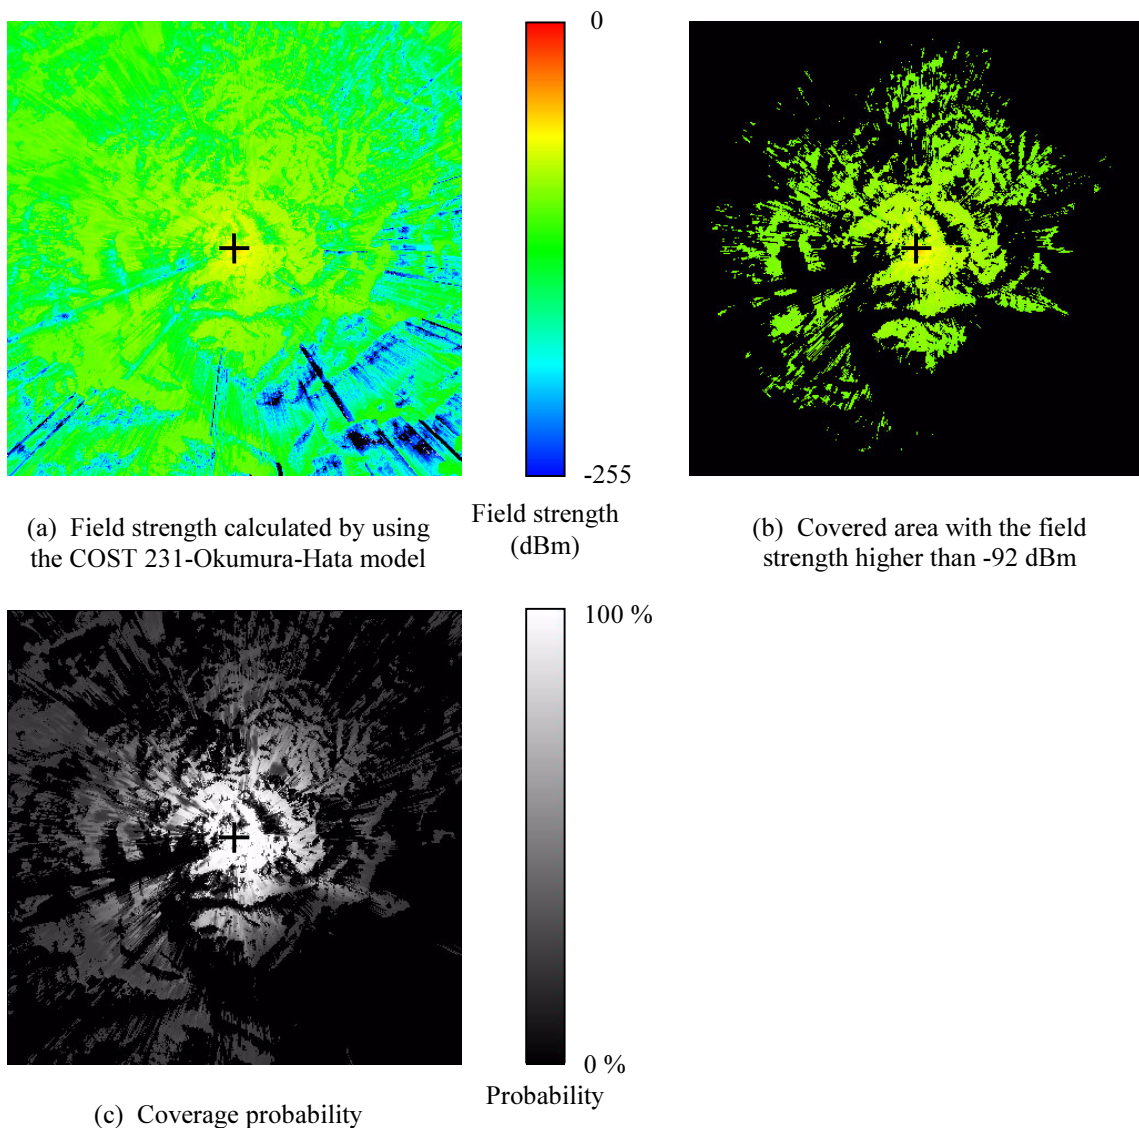 0
-255
Field strength
(dBm)
(a) Field strength calculated by using
the COST 231-Okumura-Hata model
(b) Covered area with the field
strength higher than -92 dBm
100 %
0 %
Probability
(c) Coverage probability